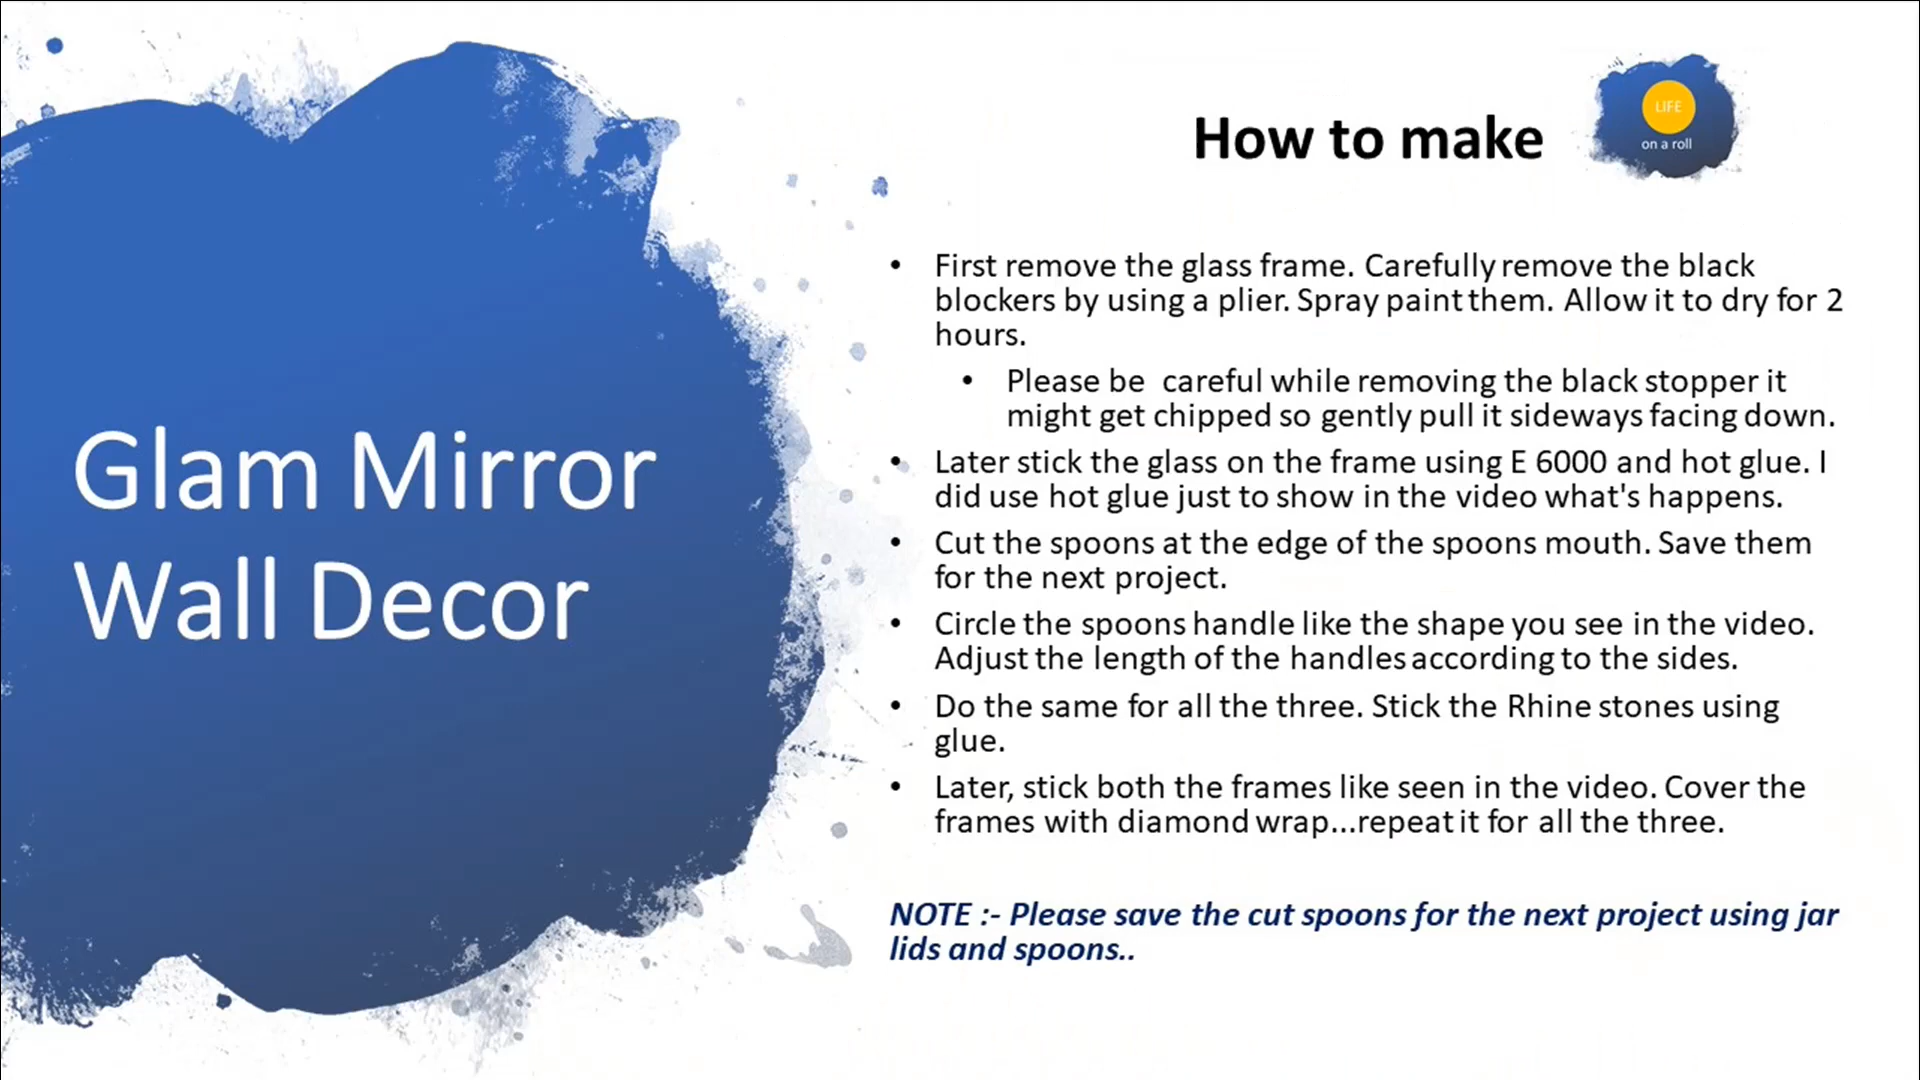 Glam Mirror
Wall Decor
How to make
LIFE
on a roll
• First remove the glass frame. Carefully remove the black
blockers by using a plier. Spray paint them. Allow it to dry for 2
hours.
• Please be careful while removing the black stopper it
might get chipped so gently pull it sideways facing down.
• Later stick the glass on the frame using E 6000 and hot glue. I
did use hot glue just to show in the video what's happens.
• Cut the spoons at the edge of the spoons mouth. Save them
for the next project.
• Circle the spoons handle like the shape you see in the video.
Adjust the length of the handles according to the sides.
• Do the same for all the three. Stick the Rhine stones using
glue.
• Later, stick both the frames like seen in the video. Cover the
frames with diamond wrap...repeat it for all the three.
NOTE :- Please save the cut spoons for the next project using jar
lids and spoons..